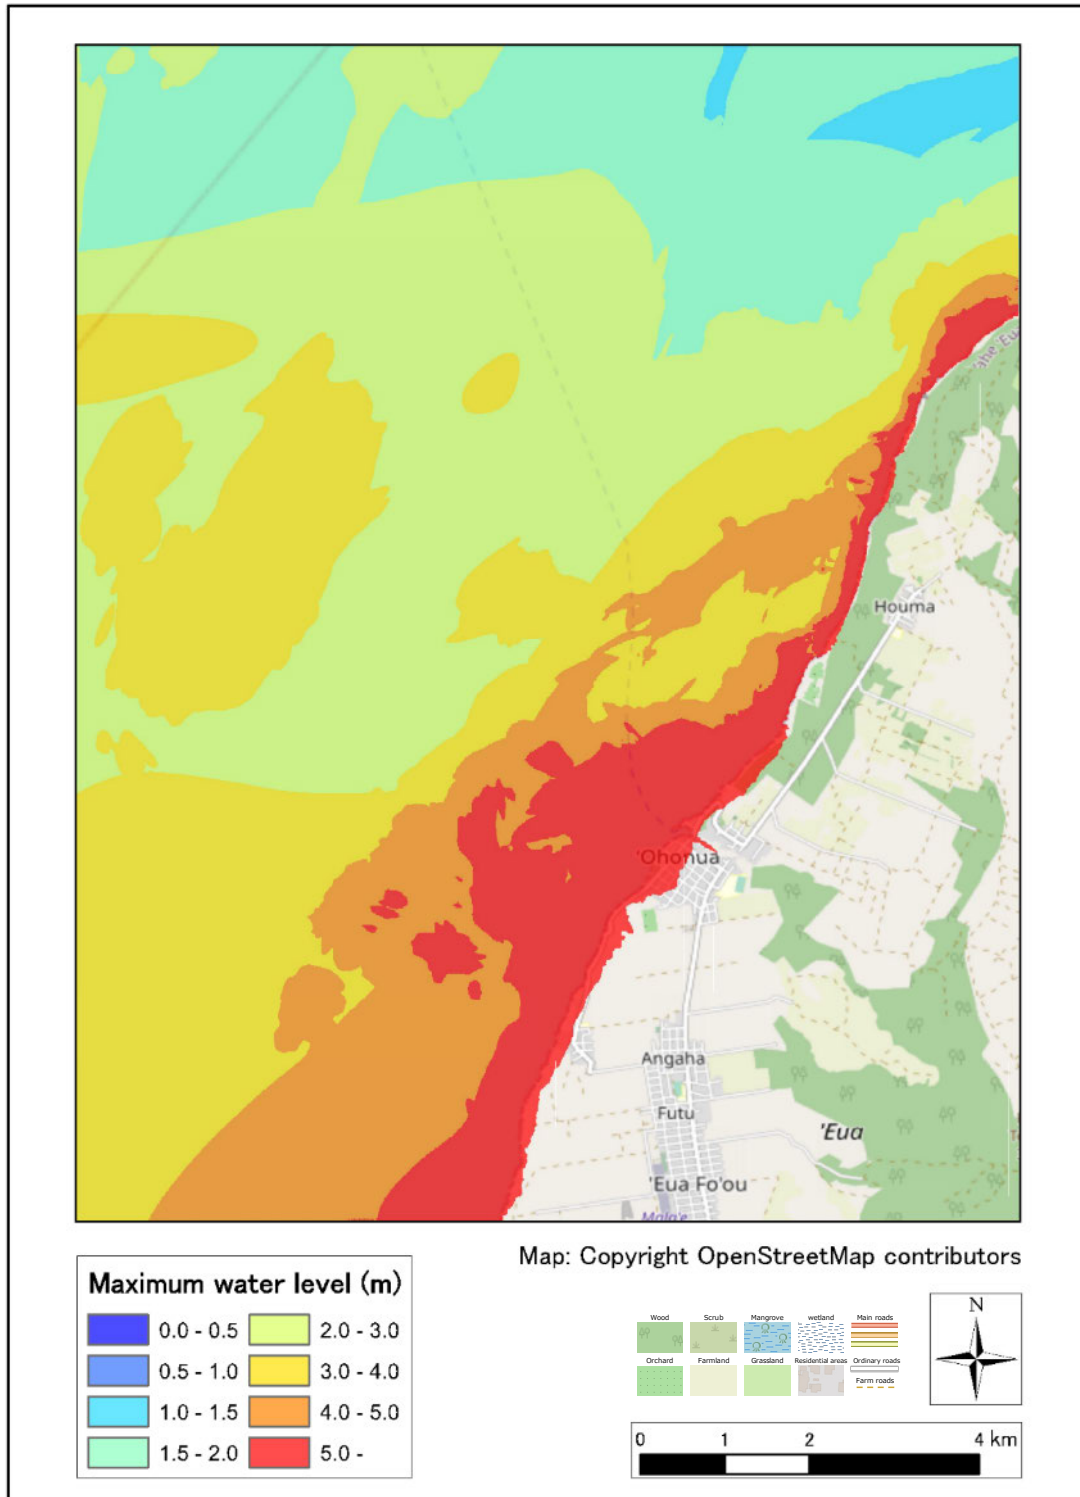 Houma
'Ohonua
Angaha
Futu
'Eua
'Eua Fo'ou
Map: Copyright OpenStreetMap contributors
Maximum water level (m)
0.0 - 0.5
2.0 - 3.0
0.5 - 1.0
3.0 - 4.0
1.0 - 1.5
4.0 - 5.0
1.5 - 2.0
5.0 -
Wood Scrub Mangrove wetland Main roads
Orchard Farmland Grassland Residential areas Ordinary roads
Farm roads
N
0 1 2 4 km